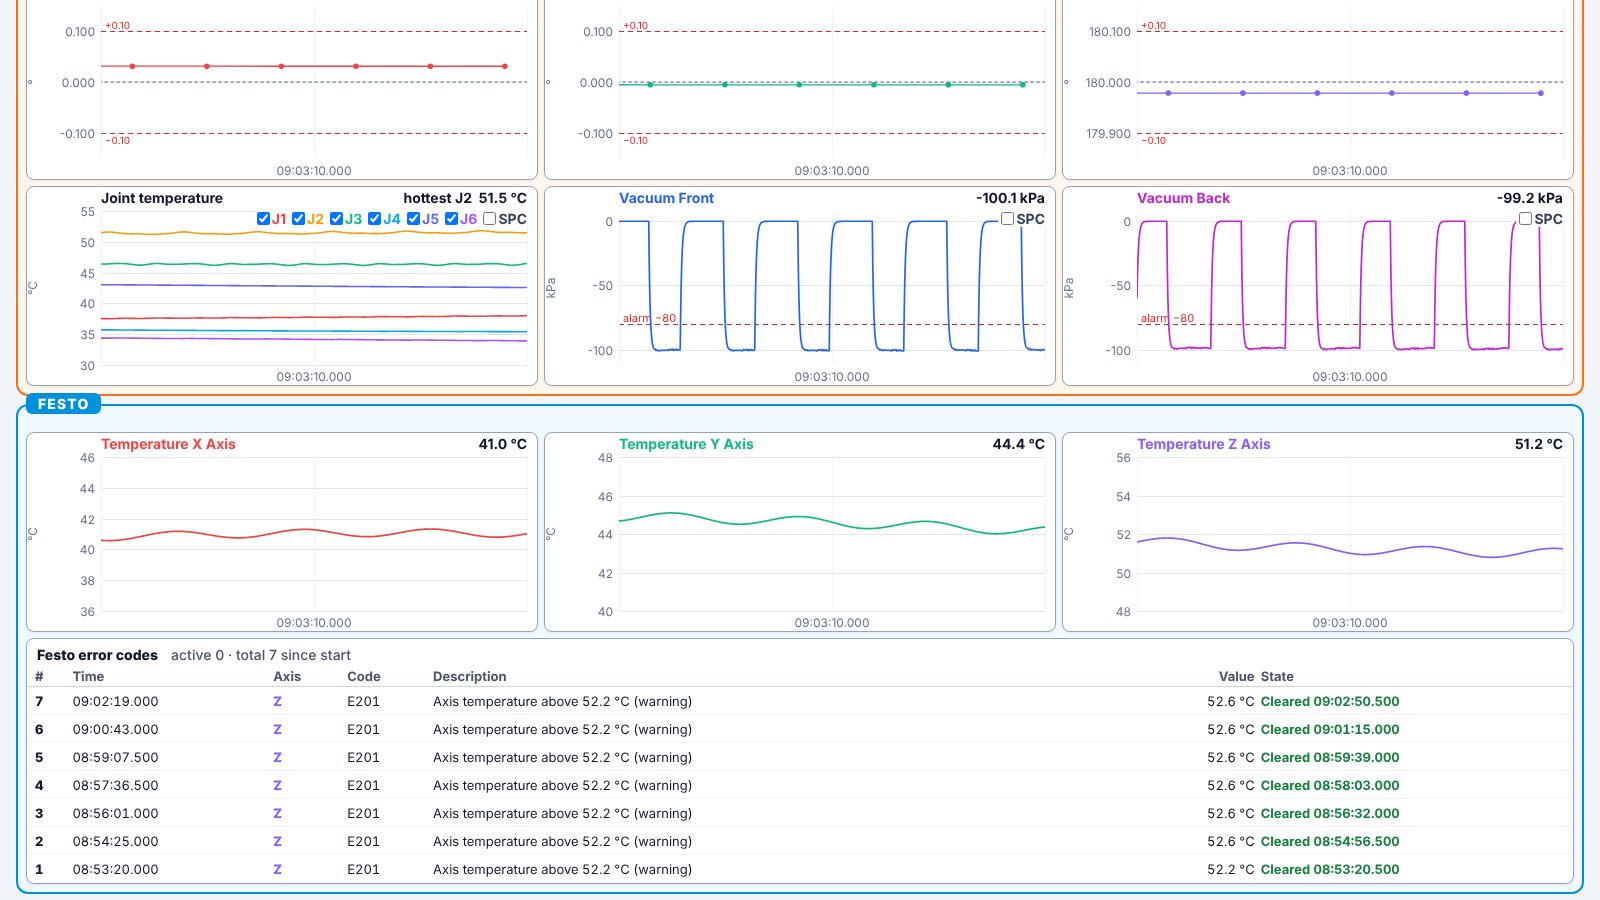 +0.10
+0.10
+0.10
0.100
0.100
180.100
° 0.000
° 0.000
° 180.000
-0.100
-0.100
179.900
−0.10
−0.10
−0.10
09:03:10.000
09:03:10.000
09:03:10.000
Joint temperature hottest J2 51.5 °C
J1 J2 J3 J4 J5 J6 SPC
55
50
45
40
35
30
°C
09:03:10.000
Vacuum Front -100.1 kPa
SPC
0
-50
alarm −80
-100
kPa
09:03:10.000
Vacuum Back -99.2 kPa
SPC
0
-50
alarm −80
-100
kPa
09:03:10.000
FESTO
Temperature X Axis 41.0 °C
46
44
42
40
38
36
°C
09:03:10.000
Temperature Y Axis 44.4 °C
48
46
44
42
40
°C
09:03:10.000
Temperature Z Axis 51.2 °C
56
54
52
50
48
°C
09:03:10.000
Festo error codes active 0 · total 7 since start
# Time Axis Code Description Value State
7 09:02:19.000 Z E201 Axis temperature above 52.2 °C (warning) 52.6 °C Cleared 09:02:50.500
6 09:00:43.000 Z E201 Axis temperature above 52.2 °C (warning) 52.6 °C Cleared 09:01:15.000
5 08:59:07.500 Z E201 Axis temperature above 52.2 °C (warning) 52.6 °C Cleared 08:59:39.000
4 08:57:36.500 Z E201 Axis temperature above 52.2 °C (warning) 52.6 °C Cleared 08:58:03.000
3 08:56:01.000 Z E201 Axis temperature above 52.2 °C (warning) 52.6 °C Cleared 08:56:32.000
2 08:54:25.000 Z E201 Axis temperature above 52.2 °C (warning) 52.6 °C Cleared 08:54:56.500
1 08:53:20.000 Z E201 Axis temperature above 52.2 °C (warning) 52.2 °C Cleared 08:53:20.500